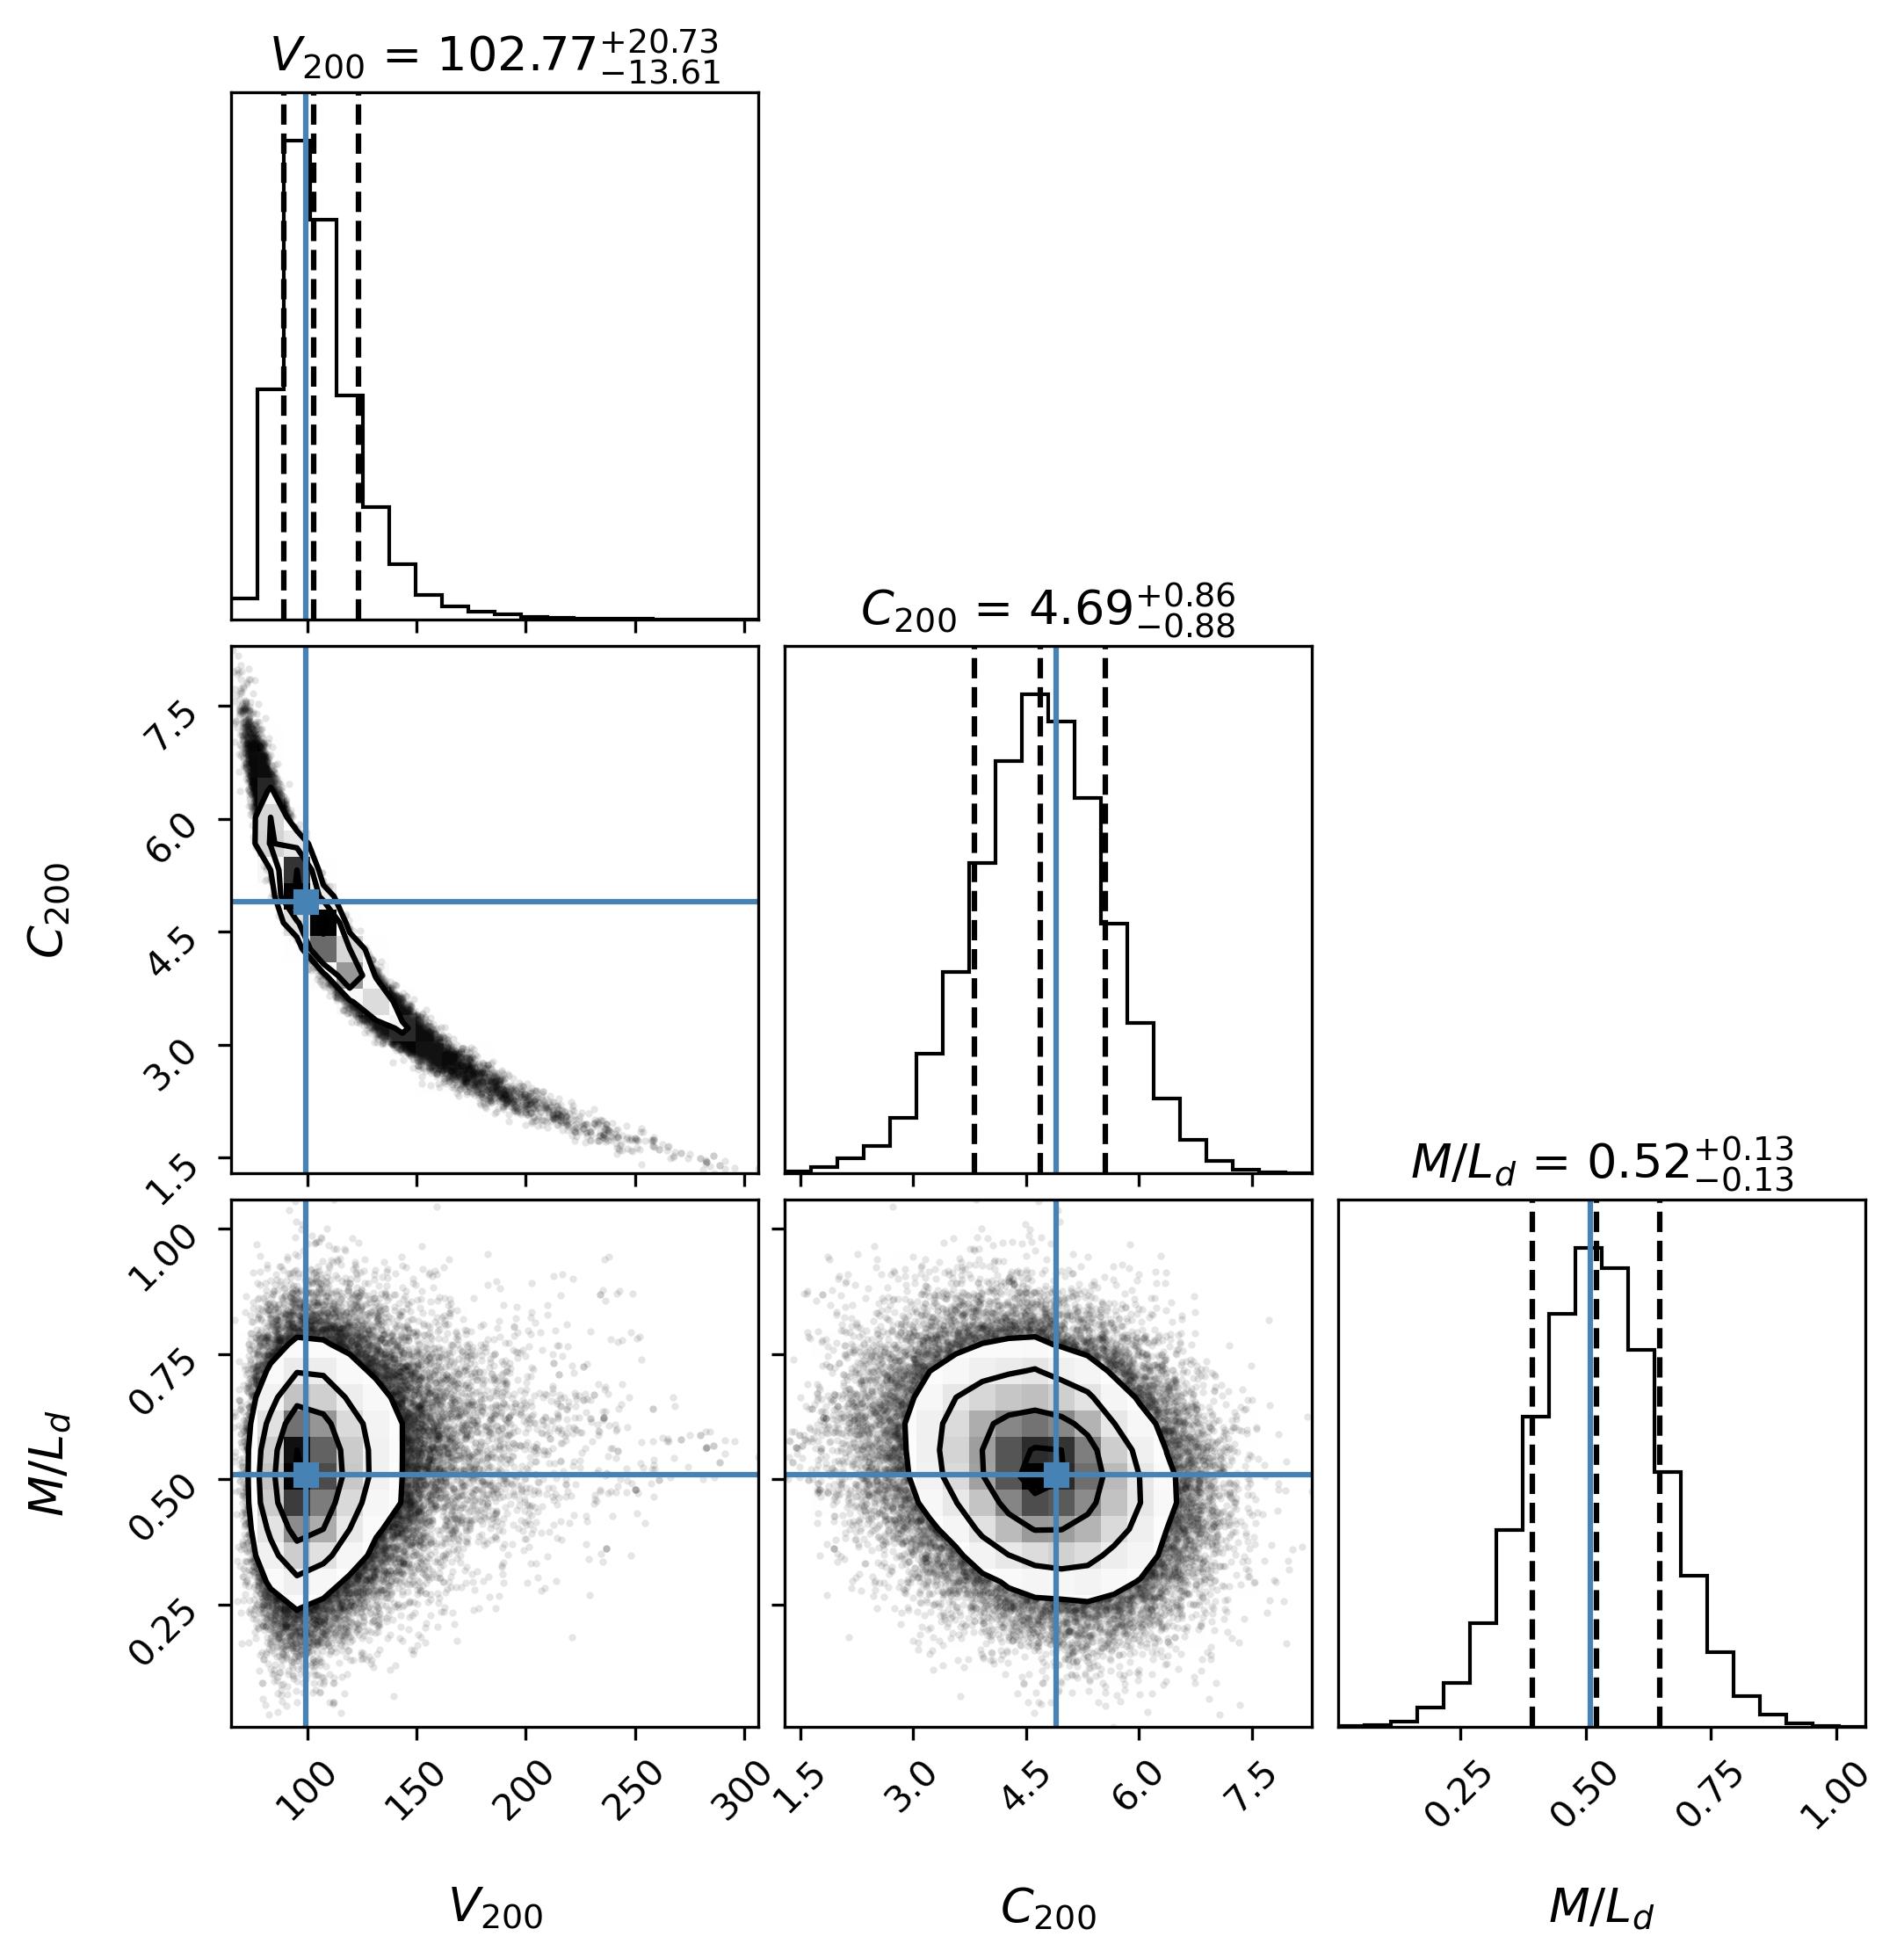 V₂₀₀ = 102.77⁺²⁰·⁷³₋₁₃.₆₁
C₂₀₀ = 4.69⁺⁰·⁸⁶₋₀.₈₈
7.5
6.0
4.5
3.0
1.5
C₂₀₀
M/L_d = 0.52⁺⁰·¹³₋₀.₁₃
1.00
0.75
0.50
0.25
M/L_d
100 150 200 250 300
1.5 3.0 4.5 6.0 7.5
0.25 0.50 0.75 1.00
V₂₀₀
C₂₀₀
M/L_d